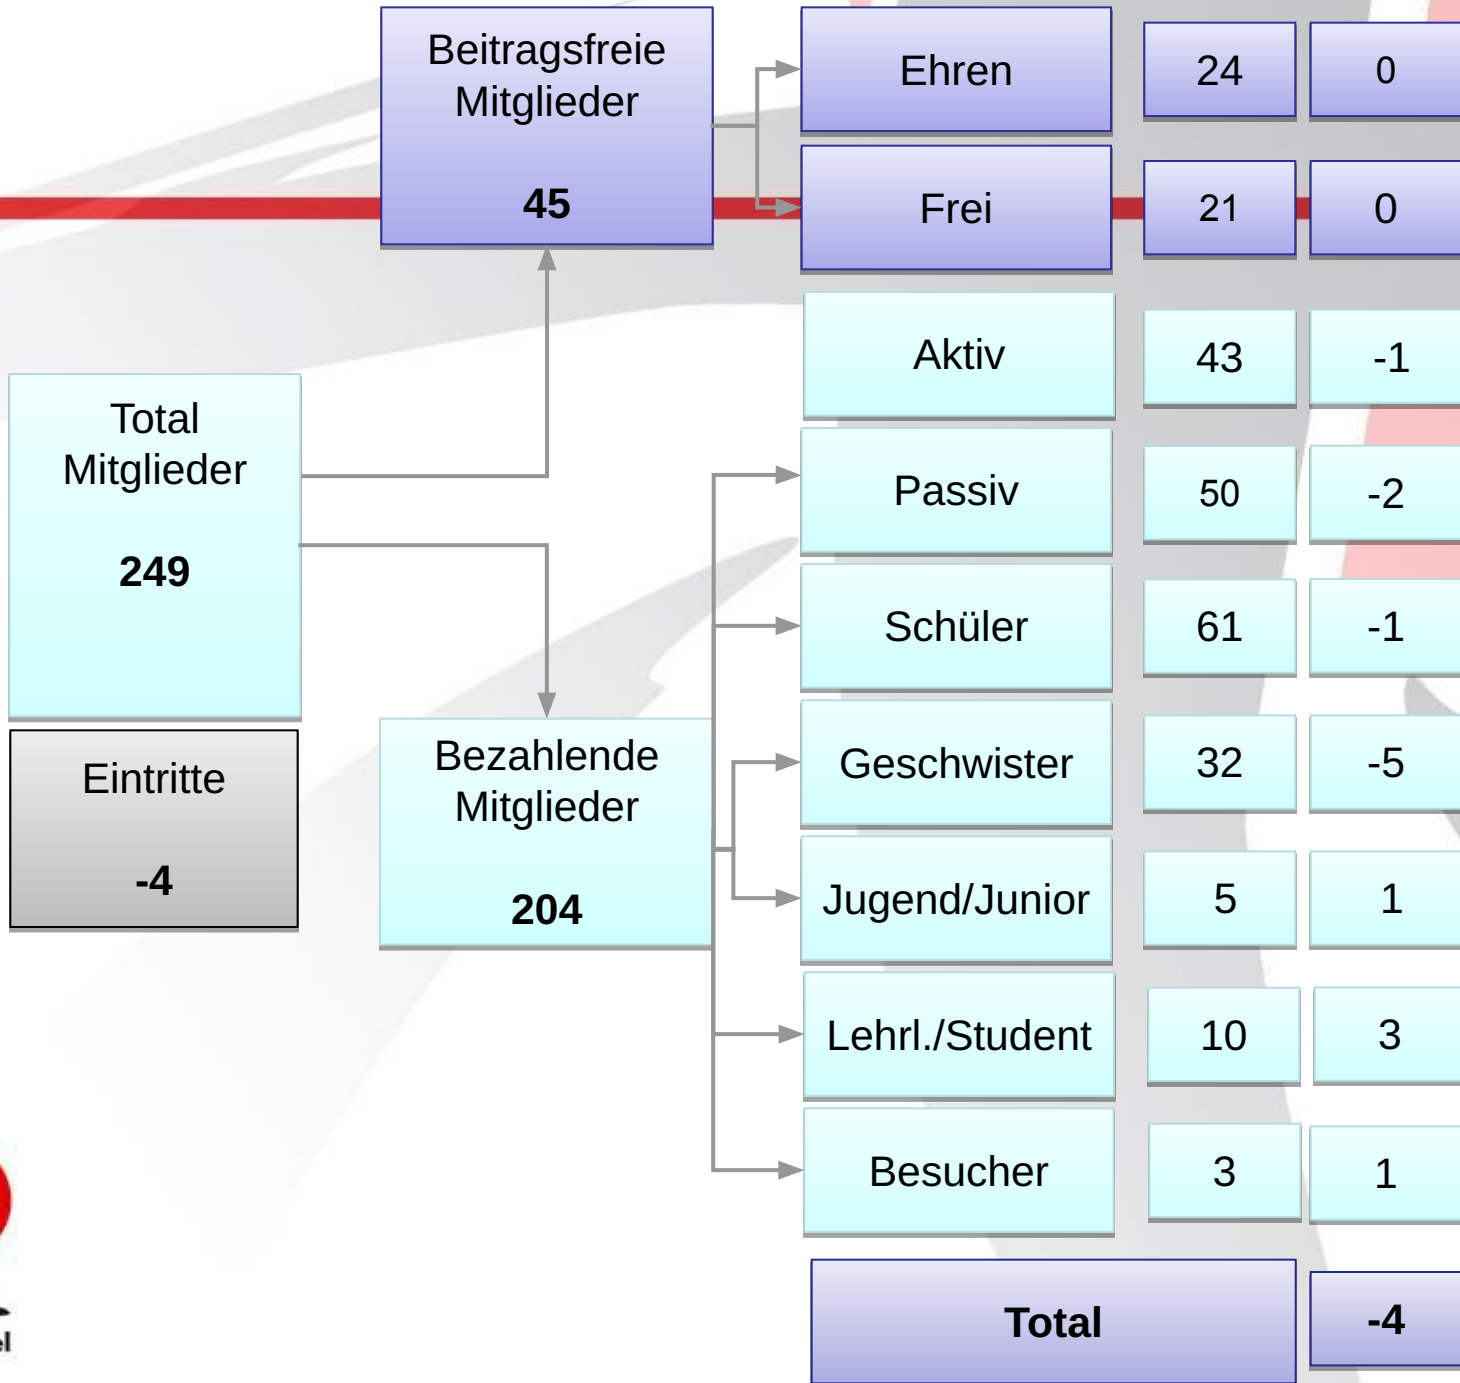 Beitragsfreie
Mitglieder
45
Ehren 24 0
Frei 21 0
Aktiv 43 -1
Total
Mitglieder
249
Passiv 50 -2
Schüler 61 -1
Eintritte
-4
Bezahlende
Mitglieder
204
Geschwister 32 -5
Jugend/Junior 5 1
Lehrl./Student 10 3
Besucher 3 1
Total -4
el